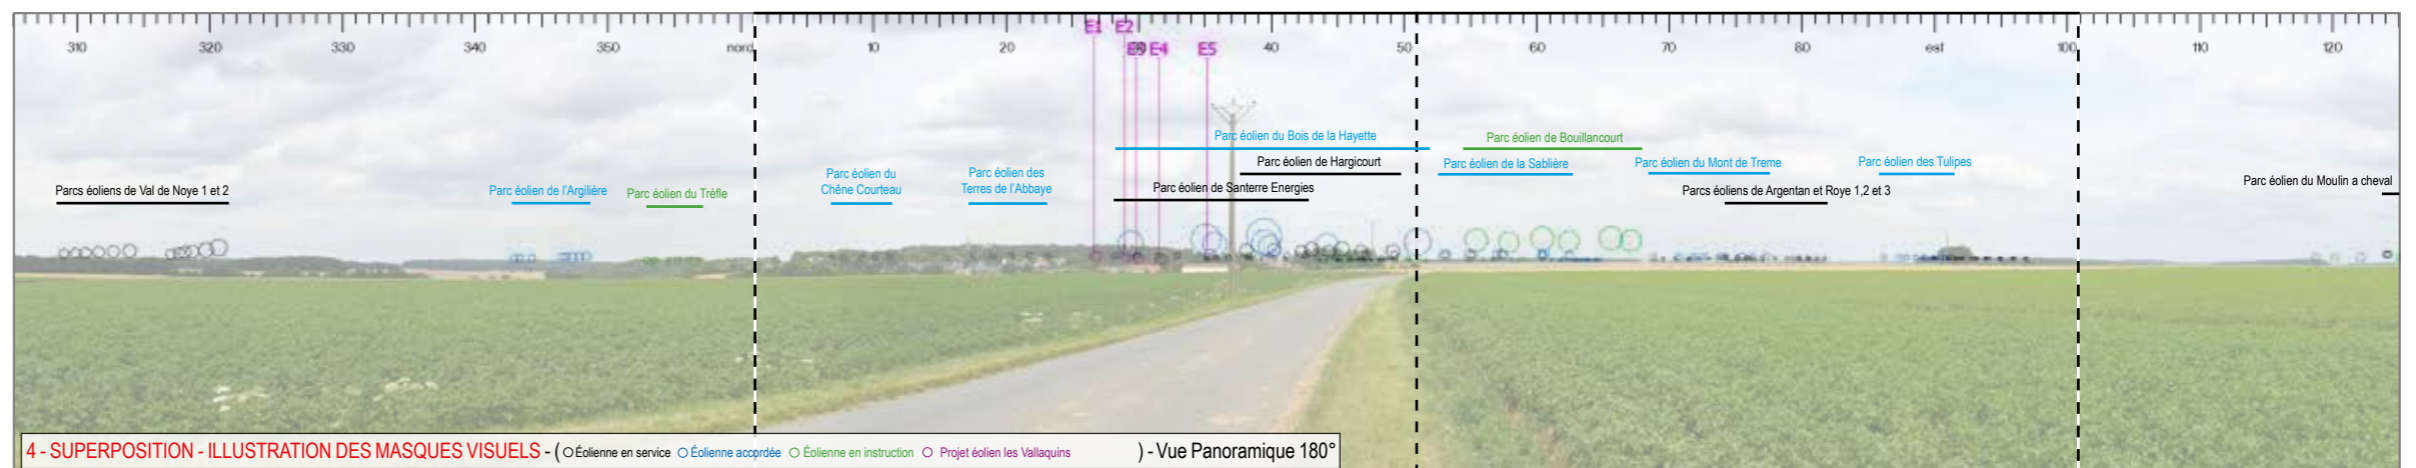 310 320 330 340 350 nord 10 20 30 40 50 60 70 80 est 100 110 120
E1 E2
E3 E4 E5
Parc éolien du Bois de la Hayette
Parc éolien de Bouillancourt
Parc éolien de Hargicourt
Parc éolien de la Sablière
Parc éolien du Mont de Treme
Parc éolien des Tulipes
Parc éolien du
Chêne Courteau
Parc éolien des
Terres de l'Abbaye
Parc éolien de Santerre Energies
Parcs éoliens de Val de Noye 1 et 2
Parc éolien de l'Argilière
Parc éolien du Trèfle
Parcs éoliens de Argentan et Roye 1,2 et 3
Parc éolien du Moulin a cheval
4 - SUPERPOSITION - ILLUSTRATION DES MASQUES VISUELS - ( Éolienne en service Éolienne accordée Éolienne en instruction Projet éolien les Vallaquins ) - Vue Panoramique 180°